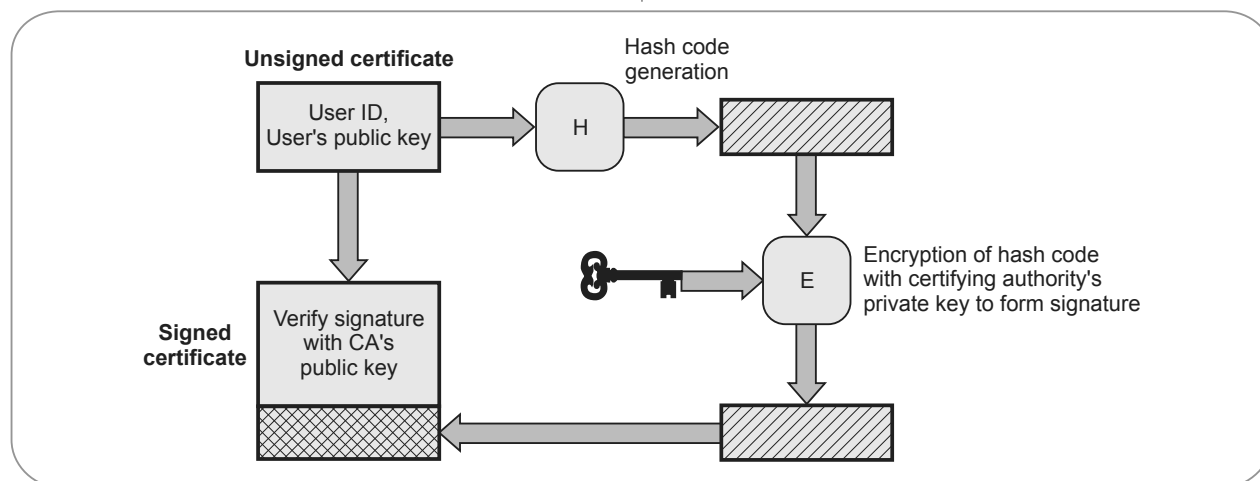 Unsigned certificate
Hash code
generation
User ID,
User's public key
H
E
Encryption of hash code
with certifying authority's
private key to form signature
Signed
certificate
Verify signature
with CA's
public key